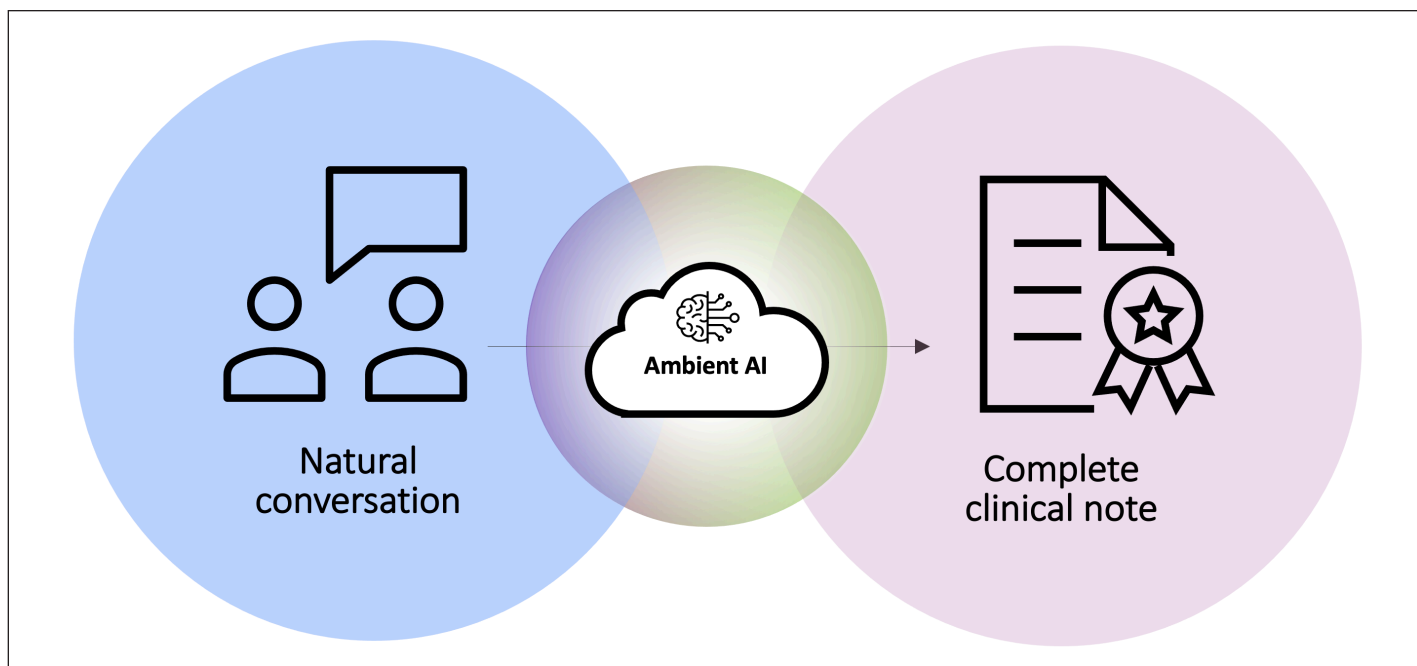 Natural
conversation
Ambient AI
Complete
clinical note